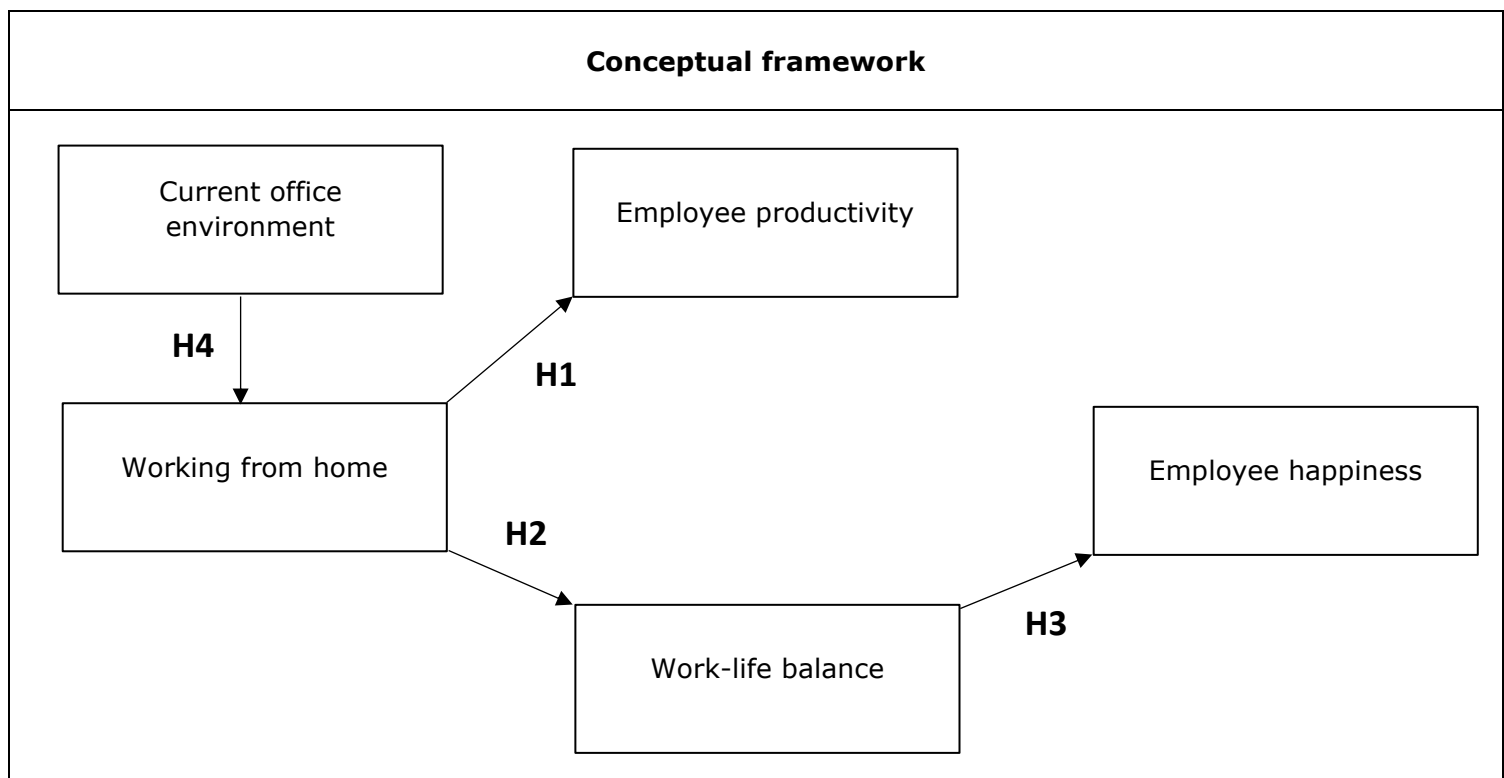 Conceptual framework
Current office
environment
Employee productivity
H4
H1
Working from home
Employee happiness
H2
H3
Work-life balance